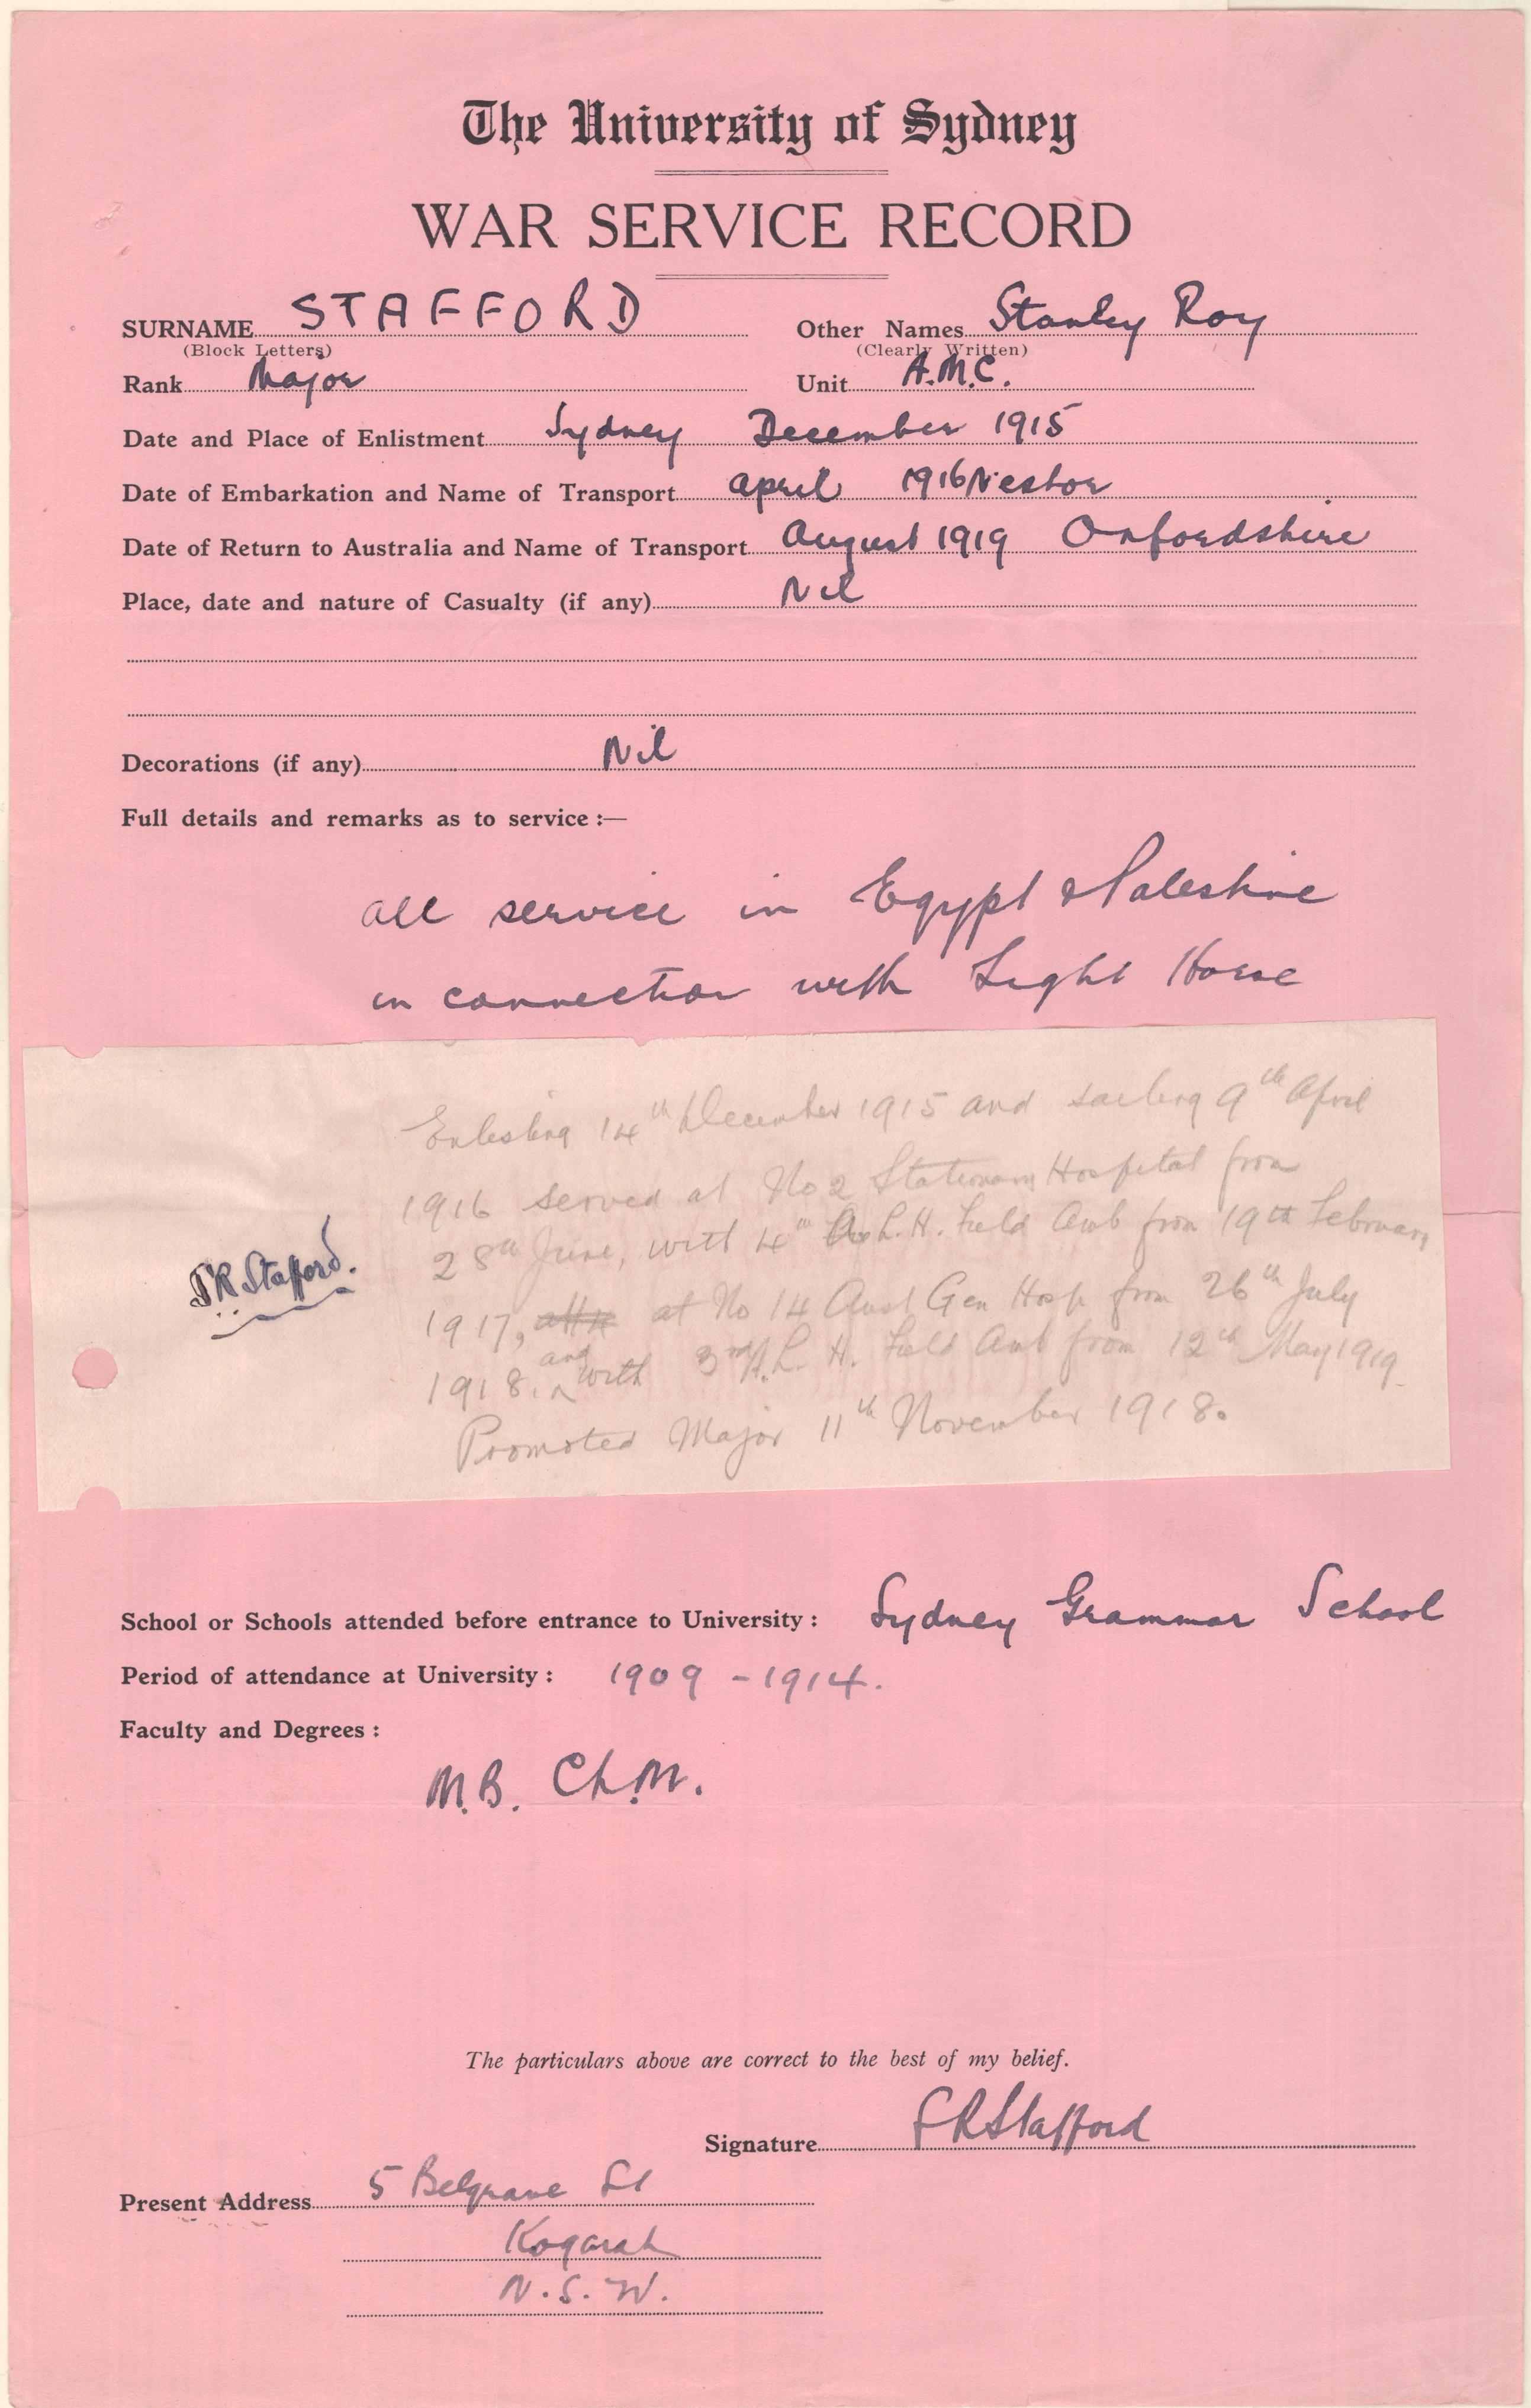 The University of Sydney
WAR SERVICE RECORD
SURNAME STAFFORD Other Names Stanley Roy
(Block Letters) (Clearly Written)
Rank Major Unit A.M.C.
Date and Place of Enlistment Sydney December 1915
Date of Embarkation and Name of Transport April 1916 Nestor
Date of Return to Australia and Name of Transport August 1919 Oxfordshire
Place, date and nature of Casualty (if any) Nil
Decorations (if any) Nil
Full details and remarks as to service :—
all service in Egypt & Palestine
in connection with Light Horse
Enlisting 14th December 1915 and sailing 9th April
1916 served at No 2 Stationary Hospital from
28th June, with 4th L.H. Field Amb from 19th February
1917, at No 14 Aust Gen Hosp from 26th July
1918. and with 3rd A.L.H. Field Amb from 12th May 1919
Promoted Major 11th November 1918.
SR Stafford.
School or Schools attended before entrance to University : Sydney Grammar School
Period of attendance at University : 1909 - 1914.
Faculty and Degrees :
M.B. Ch.M.
The particulars above are correct to the best of my belief.
Signature SRStafford
Present Address 5 Belgrave St
Kogarah
N.S.W.